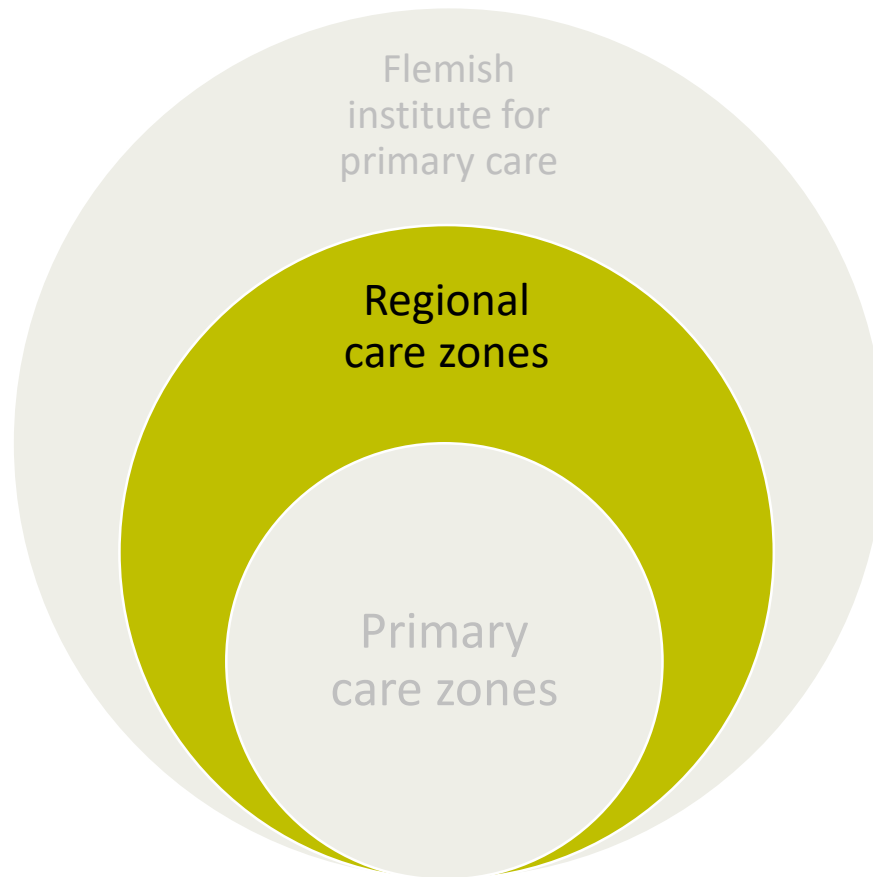 Flemish
institute for
primary care
Regional
care zones
Primary
care zones